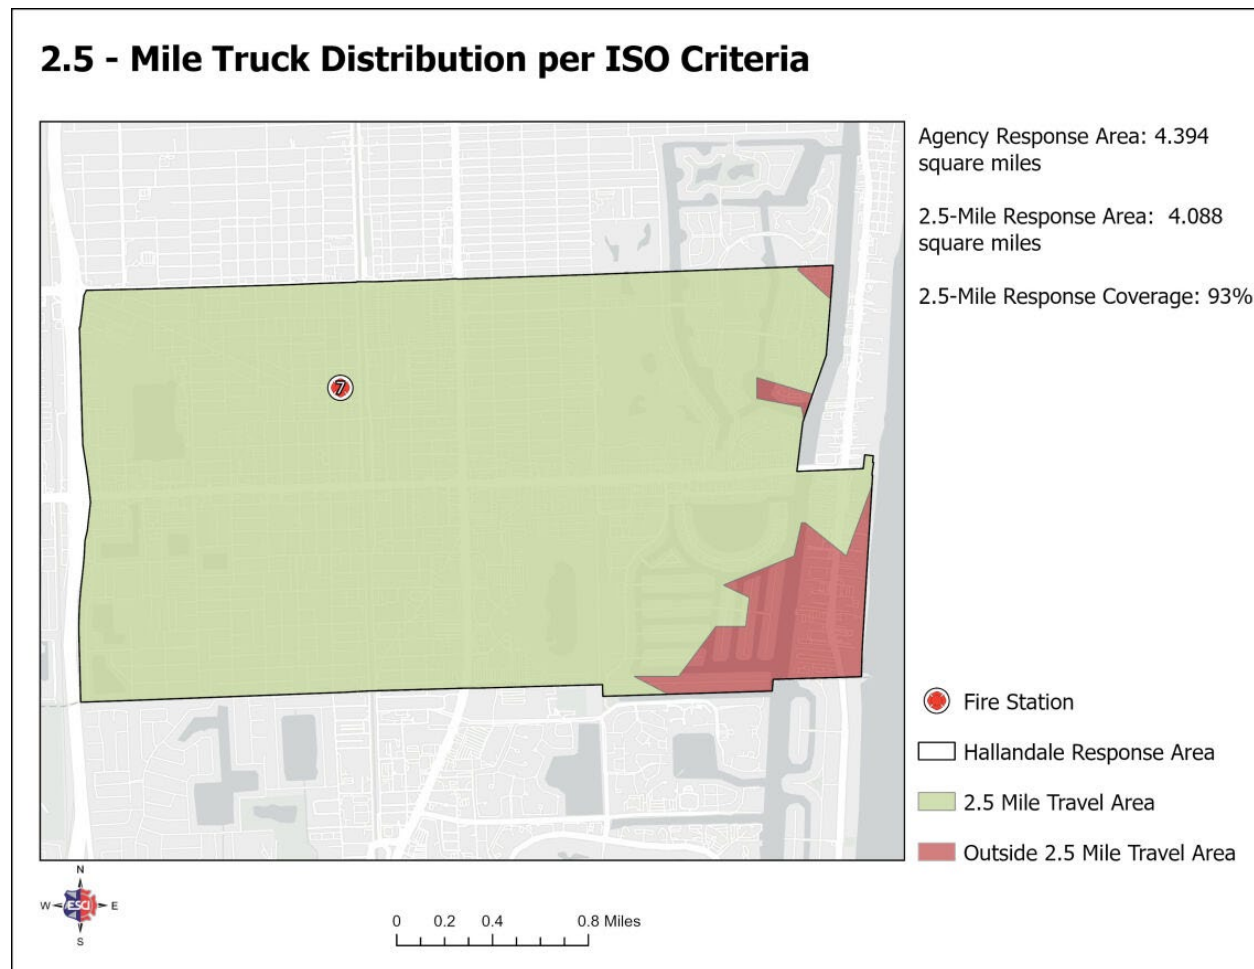 2.5 - Mile Truck Distribution per ISO Criteria
Agency Response Area: 4.394
square miles
2.5-Mile Response Area: 4.088
square miles
2.5-Mile Response Coverage: 93%
7
Fire Station
Hallandale Response Area
2.5 Mile Travel Area
Outside 2.5 Mile Travel Area
N
W ESCI E
S
0 0.2 0.4 0.8 Miles